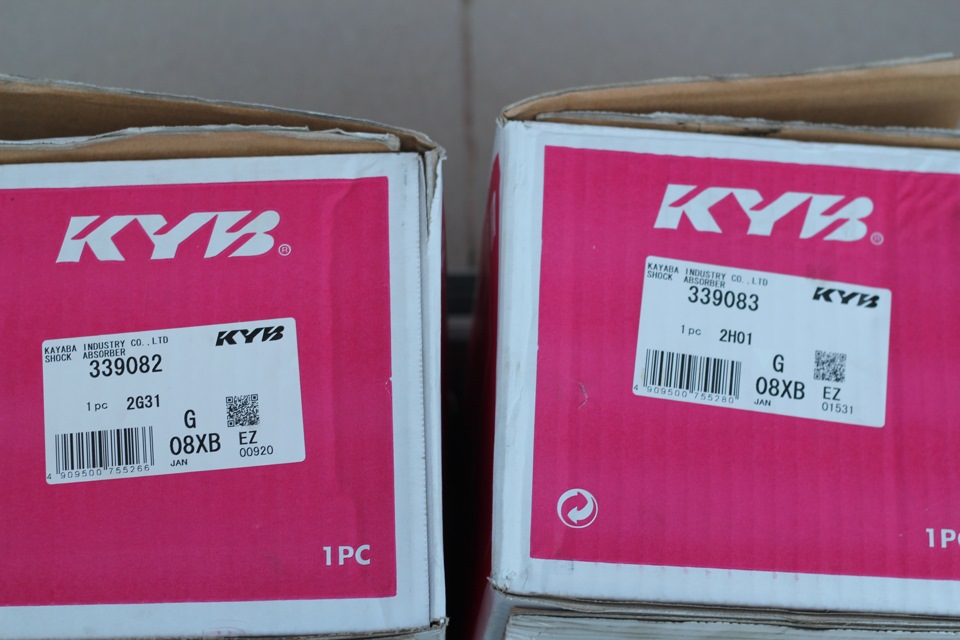 KYB®
KAYABA INDUSTRY CO.,LTD
SHOCK ABSORBER
KYB
339082
1pc 2G31
G
08XB
EZ
00920
JAN
4 909500 755266
1PC
KYB®
KAYABA INDUSTRY CO.,LTD
SHOCK ABSORBER
KYB
339083
1pc 2H01
G
08XB
EZ
01531
JAN
4 909500 755280
1PC